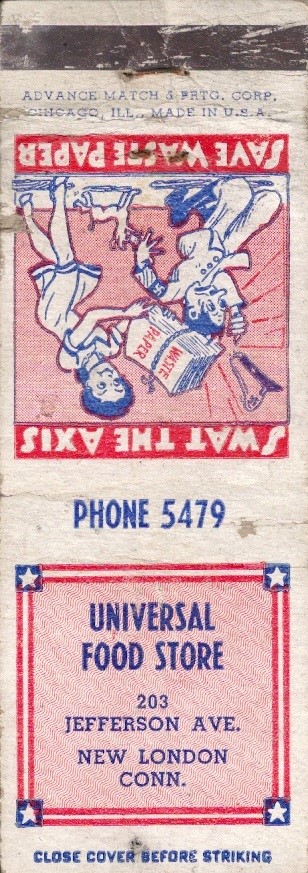 ADVANCE MATCH & PRTG. CORP.
CHICAGO, ILL., MADE IN U.S.A.
SAVE WASTE PAPER
WASTE
PAPER
SWAT THE AXIS
PHONE 5479
UNIVERSAL
FOOD STORE
203
JEFFERSON AVE.
NEW LONDON
CONN.
CLOSE COVER BEFORE STRIKING